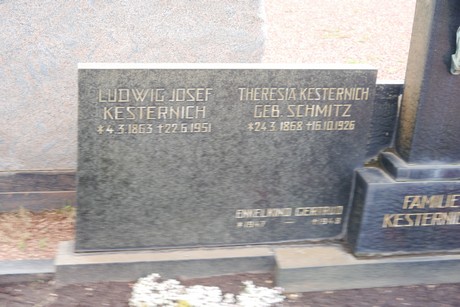 LUDWIG JOSEF
KESTERNICH
*4.3.1863 †22.6.1951
THERESIA KESTERNICH
GEB. SCHMITZ
*24.3.1868 †16.10.1926
ENKELKIND GERTRUD
*1947 – †1948
FAMILIE
KESTERNICH